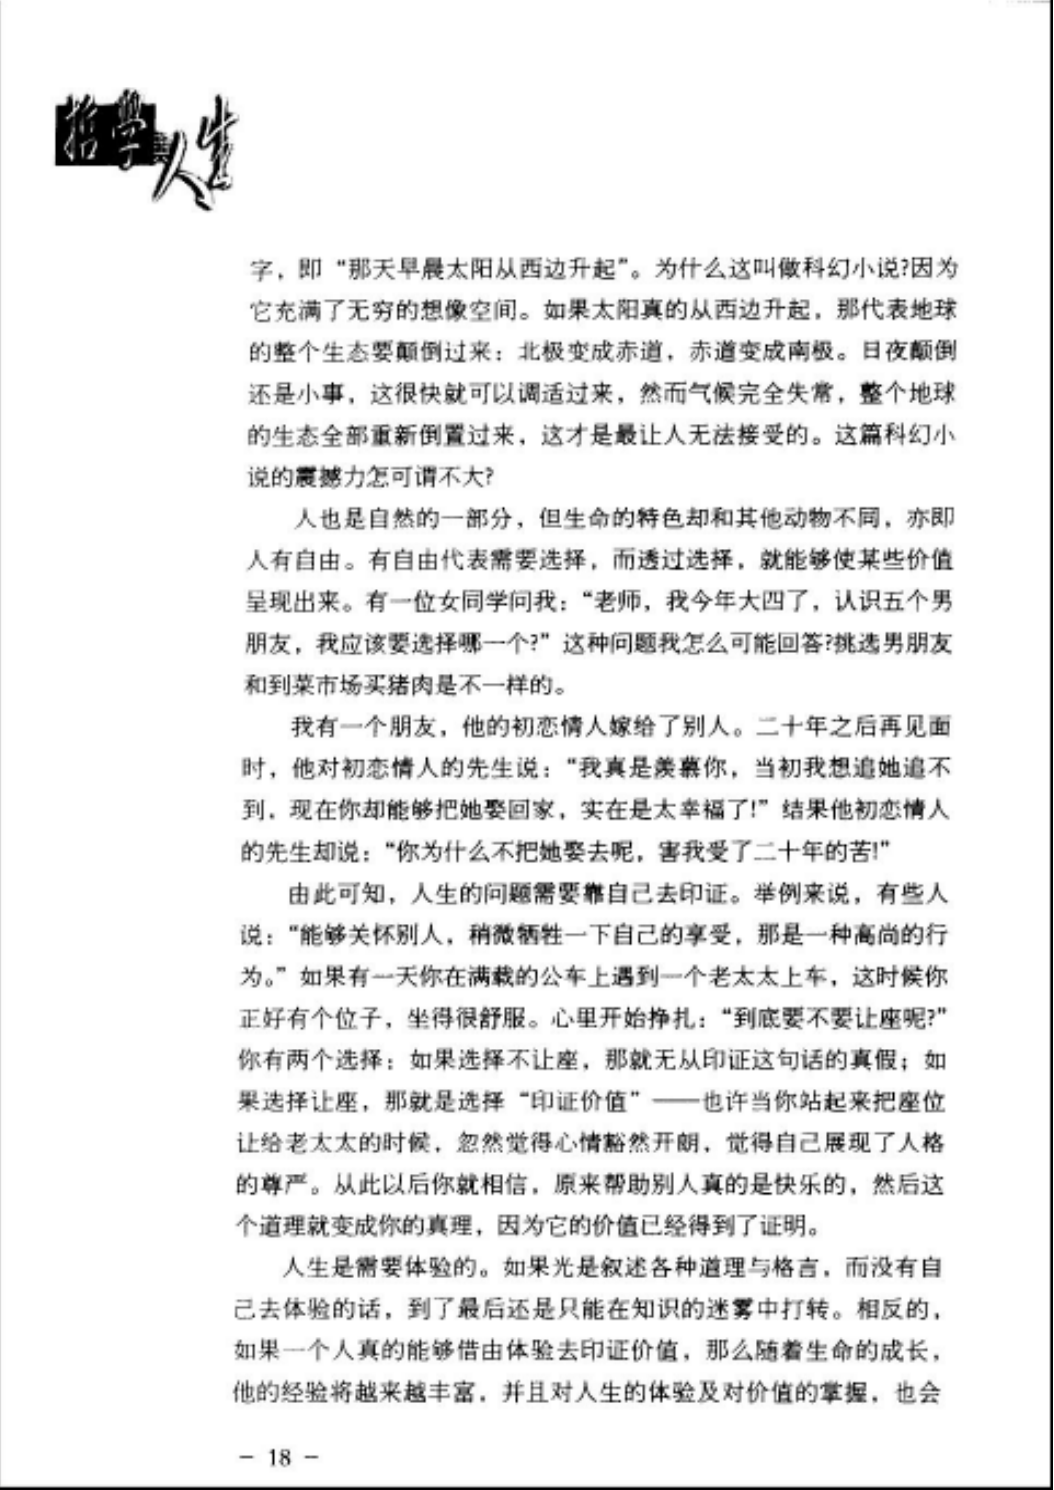 哲學與人生
字，即“那天早晨太阳从西边升起”。为什么这叫做科幻小说?因为
它充满了无穷的想像空间。如果太阳真的从西边升起，那代表地球
的整个生态要颠倒过来：北极变成赤道，赤道变成南极。日夜颠倒
还是小事，这很快就可以调适过来，然而气候完全失常，整个地球
的生态全部重新倒置过来，这才是最让人无法接受的。这篇科幻小
说的震撼力怎可谓不大?
人也是自然的一部分，但生命的特色却和其他动物不同，亦即
人有自由。有自由代表需要选择，而透过选择，就能够使某些价值
呈现出来。有一位女同学问我：“老师，我今年大四了，认识五个男
朋友，我应该要选择哪一个?”这种问题我怎么可能回答?挑选男朋友
和到菜市场买猪肉是不一样的。
我有一个朋友，他的初恋情人嫁给了别人。二十年之后再见面
时，他对初恋情人的先生说：“我真是羡慕你，当初我想追她追不
到，现在你却能够把她娶回家，实在是太幸福了!”结果他初恋情人
的先生却说：“你为什么不把她娶去呢，害我受了二十年的苦!”
由此可知，人生的问题需要靠自己去印证。举例来说，有些人
说：“能够关怀别人，稍微牺牲一下自己的享受，那是一种高尚的行
为。”如果有一天你在满载的公车上遇到一个老太太上车，这时候你
正好有个位子，坐得很舒服。心里开始挣扎：“到底要不要让座呢?”
你有两个选择：如果选择不让座，那就无从印证这句话的真假；如
果选择让座，那就是选择“印证价值”——也许当你站起来把座位
让给老太太的时候，忽然觉得心情豁然开朗，觉得自己展现了人格
的尊严。从此以后你就相信，原来帮助别人真的是快乐的，然后这
个道理就变成你的真理，因为它的价值已经得到了证明。
人生是需要体验的。如果光是叙述各种道理与格言，而没有自
己去体验的话，到了最后还是只能在知识的迷雾中打转。相反的，
如果一个人真的能够借由体验去印证价值，那么随着生命的成长，
他的经验将越来越丰富，并且对人生的体验及对价值的掌握，也会
－ 18 －